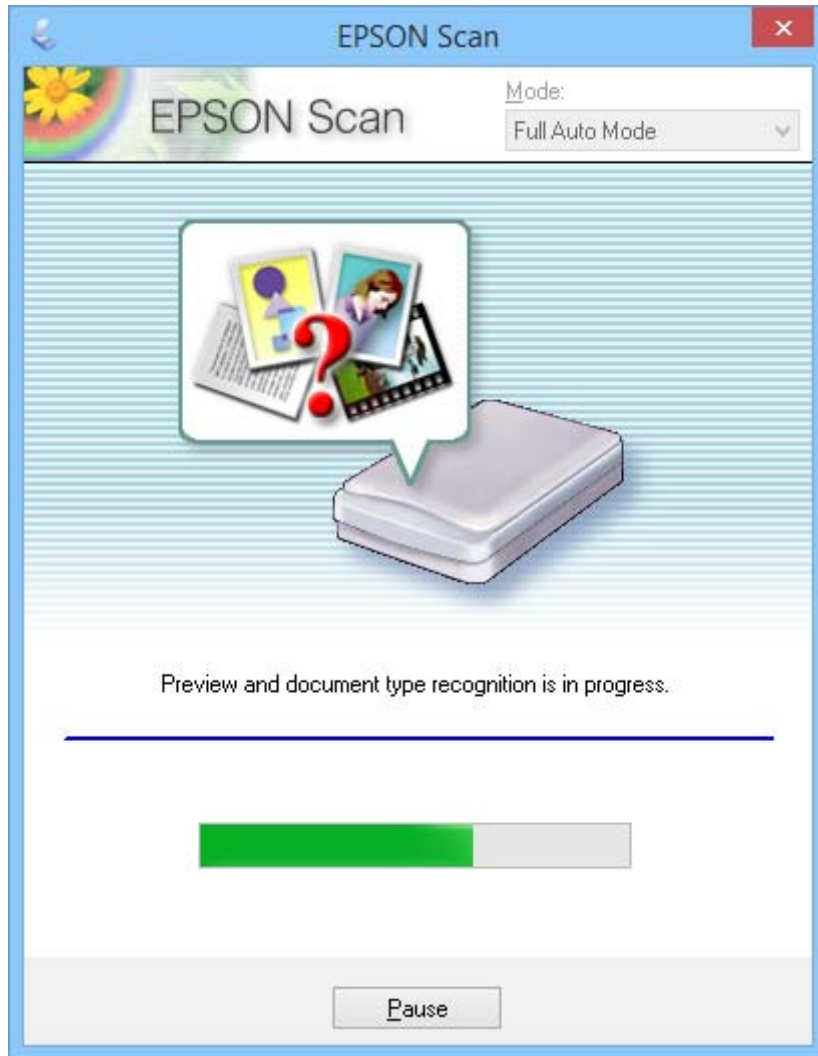 EPSON Scan
EPSON Scan
Mode:
Full Auto Mode
Preview and document type recognition is in progress.
Pause